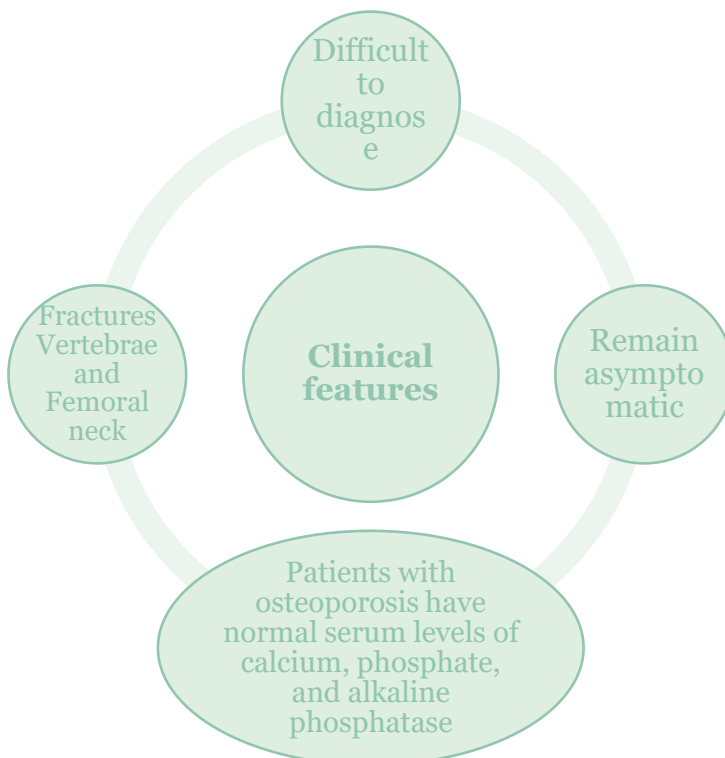 Difficult
to
diagnos
e
Clinical
features
Remain
asympto
matic
Patients with
osteoporosis have
normal serum levels of
calcium, phosphate,
and alkaline
phosphatase
Fractures
Vertebrae
and
Femoral
neck